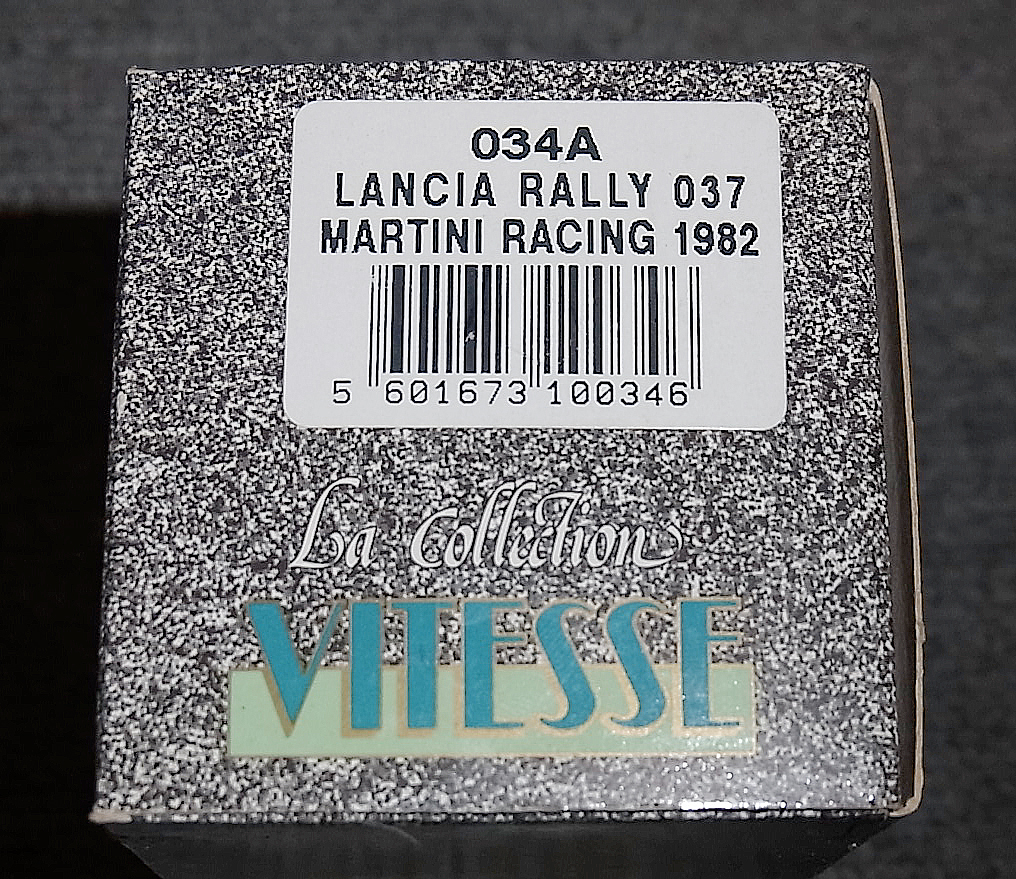 034A
LANCIA RALLY 037
MARTINI RACING 1982
5 601673 100346
La Collection
VITESSE